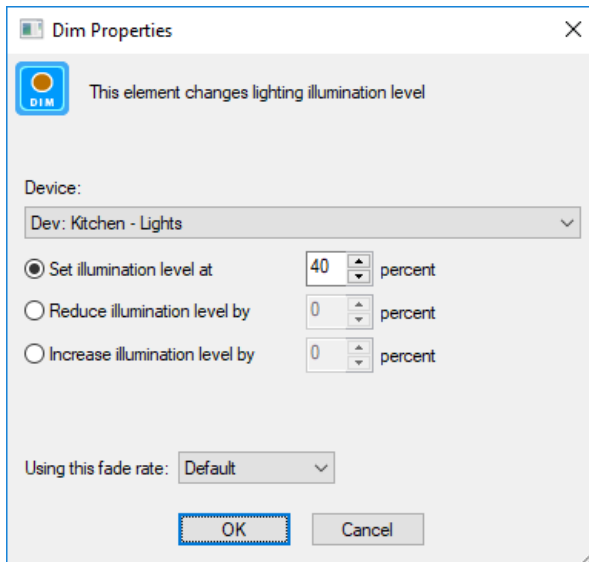 Dim Properties
DIM
This element changes lighting illumination level
Device:
Dev: Kitchen - Lights
Set illumination level at 40 percent
Reduce illumination level by 0 percent
Increase illumination level by 0 percent
Using this fade rate: Default
OK Cancel